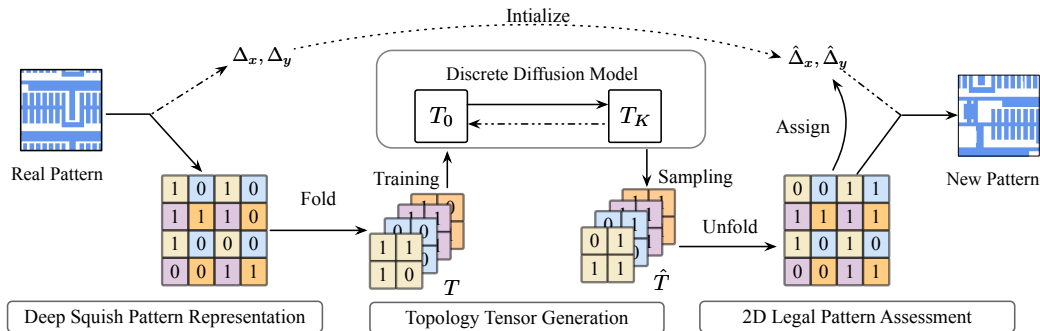 Intialize
Δx, Δy
Δ̂x, Δ̂y
Discrete Diffusion Model
T0
TK
Assign
Real Pattern
New Pattern
Training
Sampling
Fold
Unfold
1 0 1 0
1 1 1 0
1 0 0 0
0 0 1 1
1 1
1 0
T
0 1
1 1
T̂
0 0 1 1
1 1 1 1
1 0 1 0
0 0 1 1
Deep Squish Pattern Representation
Topology Tensor Generation
2D Legal Pattern Assessment